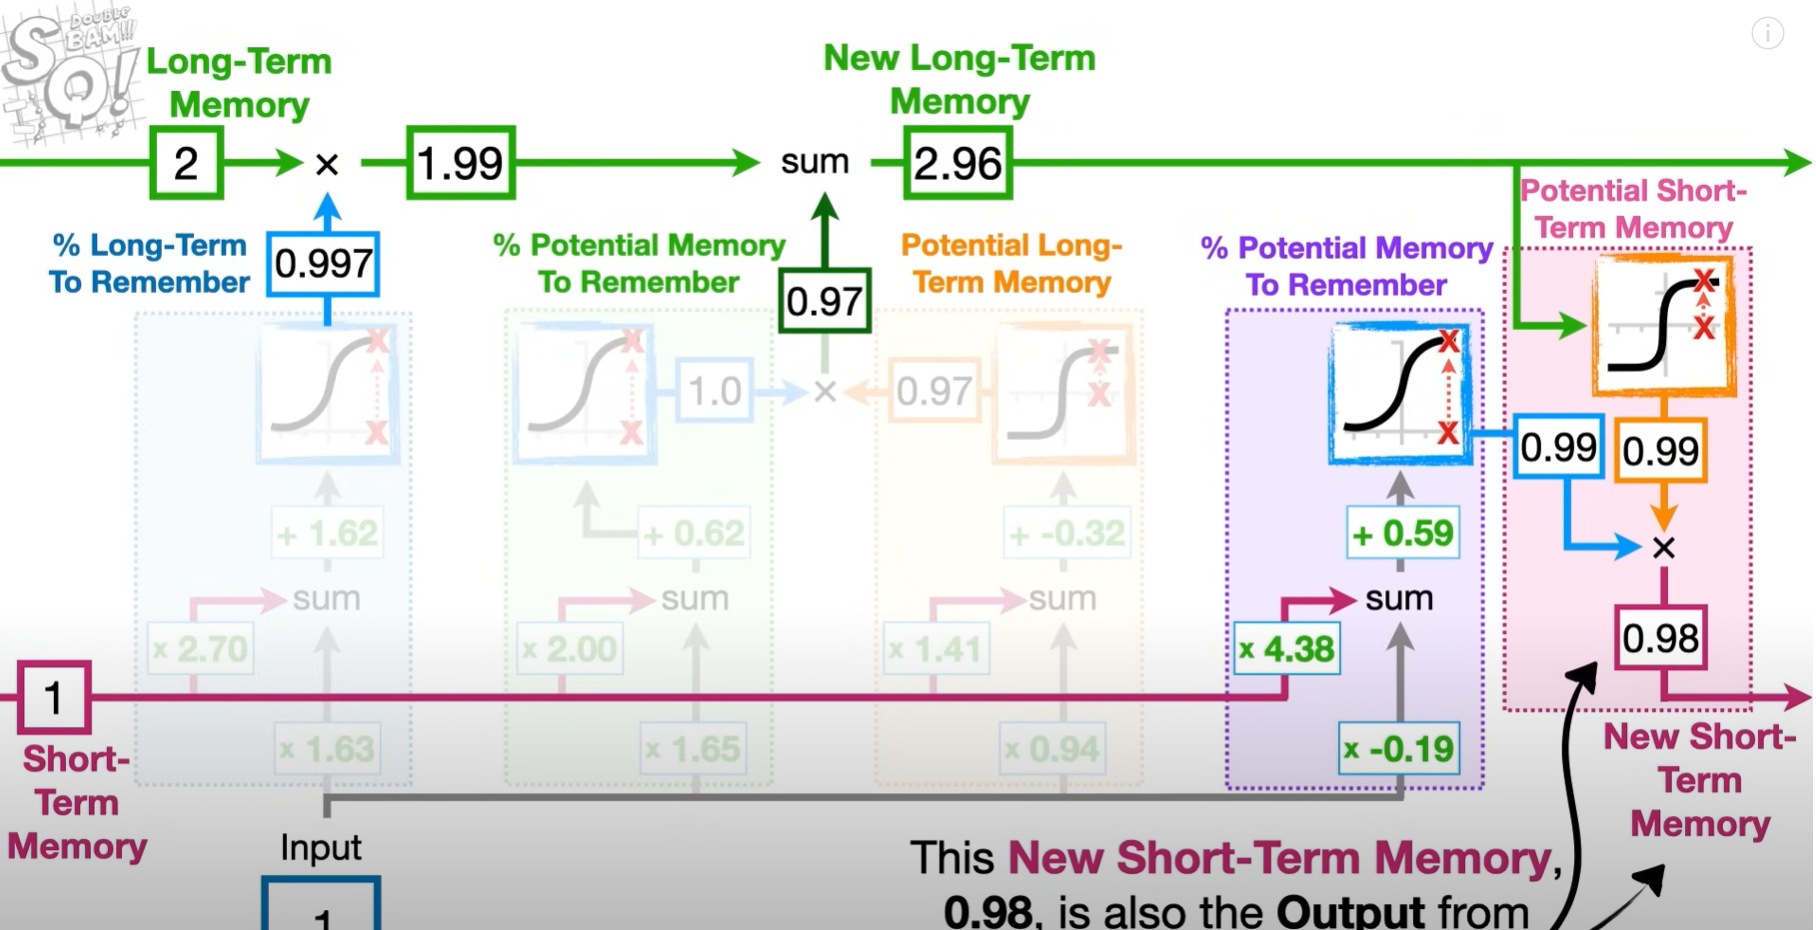 DOUBLE
BAM!!!
SQ!
Long-Term
Memory
New Long-Term
Memory
2
×
1.99
sum
2.96
Potential Short-
Term Memory
% Long-Term
To Remember
0.997
% Potential Memory
To Remember
0.97
Potential Long-
Term Memory
% Potential Memory
To Remember
1.0
×
0.97
0.99
0.99
×
+ 1.62
+ 0.62
+ -0.32
+ 0.59
sum
sum
sum
sum
x 2.70
x 2.00
x 1.41
x 4.38
0.98
1
x 1.63
x 1.65
x 0.94
x -0.19
Short-
Term
Memory
New Short-
Term
Memory
Input
1
This New Short-Term Memory,
0.98, is also the Output from